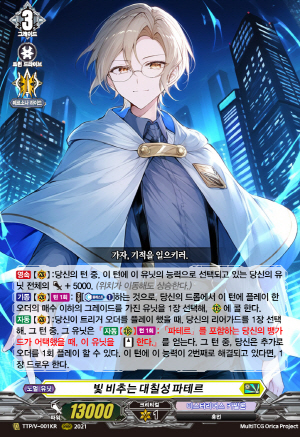 3
그레이드
트윈 드라이브
페르소나 라이드
가자, 기적을 일으키러.
영속 【 】:당신의 턴 중, 이 턴에 이 유닛의 능력으로 선택되고 있는 당신의 유
닛 전체의 + 5000. (위치가 이동해도 상승한다.)
기동 【 】 턴 1회: 하는 것으로, 당신의 드롭에서 이 턴에 플레이 한
오더의 매수 이하의 그레이드를 가진 유닛을 1장 선택해, 에 콜 한다.
자동 【 】:당신이 트리거 오더를 플레이 했을 때, 당신의 리어가드를 1장 선택
해, 그 턴 중, 그 유닛은 『자동 턴 1회: 「파테르」를 포함하는 당신의 뱅가
드가 어택했을 때, 이 유닛을 한다.』를 얻는다. 그 턴 중, 당신은 추가로
오더를 1회 플레이 할 수 있다. 이 턴에 이 능력이 2번째로 해결되고 있다면, 1
장 드로우 한다.
노멀유닛
빛 비추는 대침성 파테르
파워 13000
크리티컬 1
휴먼
TTP/V–001KR 2021
MultiTCG Orica Project